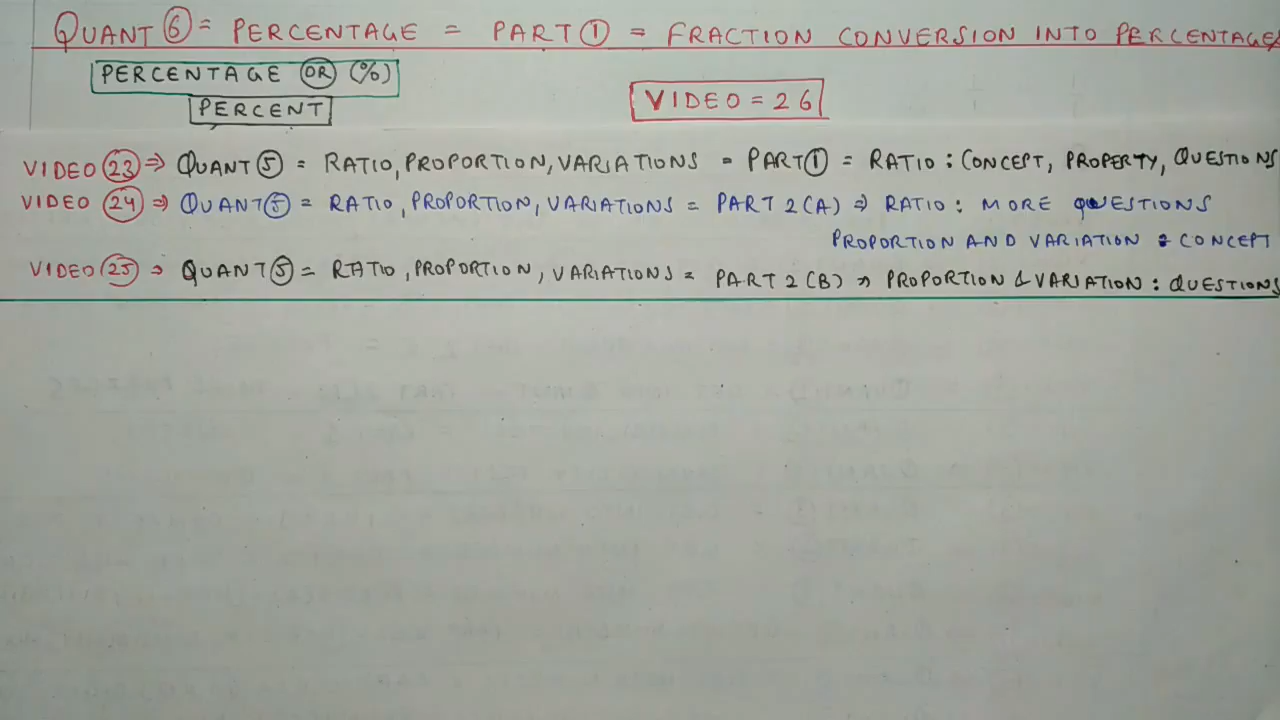 QUANT 6 = PERCENTAGE = PART 1 = FRACTION CONVERSION INTO PERCENTAGE
PERCENTAGE OR (%)
PERCENT
VIDEO = 26
VIDEO 23 ⇒ QUANT 5 = RATIO, PROPORTION, VARIATIONS = PART 1 = RATIO : CONCEPT, PROPERTY, QUESTIONS
VIDEO 24 ⇒ QUANT 5 = RATIO, PROPORTION, VARIATIONS = PART 2(A) ⇒ RATIO : MORE QUESTIONS
PROPORTION AND VARIATION : CONCEPT
VIDEO 25 ⇒ QUANT 5 = RATIO, PROPORTION, VARIATIONS = PART 2(B) ⇒ PROPORTION & VARIATION : QUESTIONS